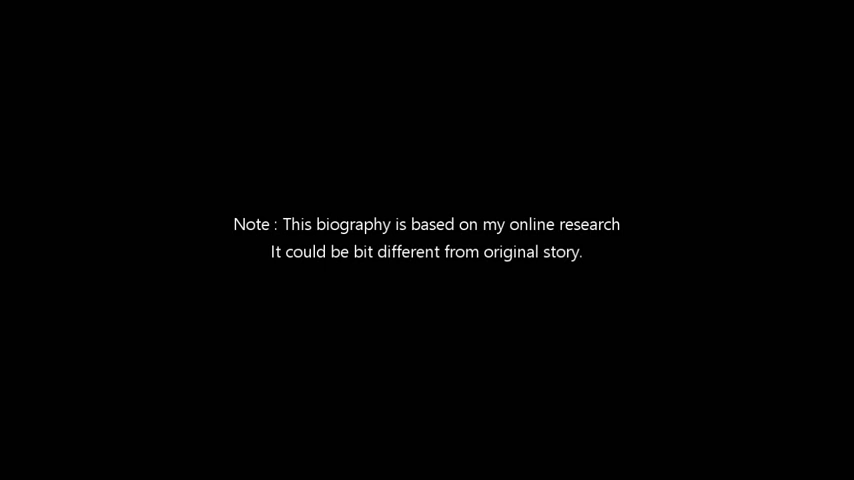 Note : This biography is based on my online research
It could be bit different from original story.